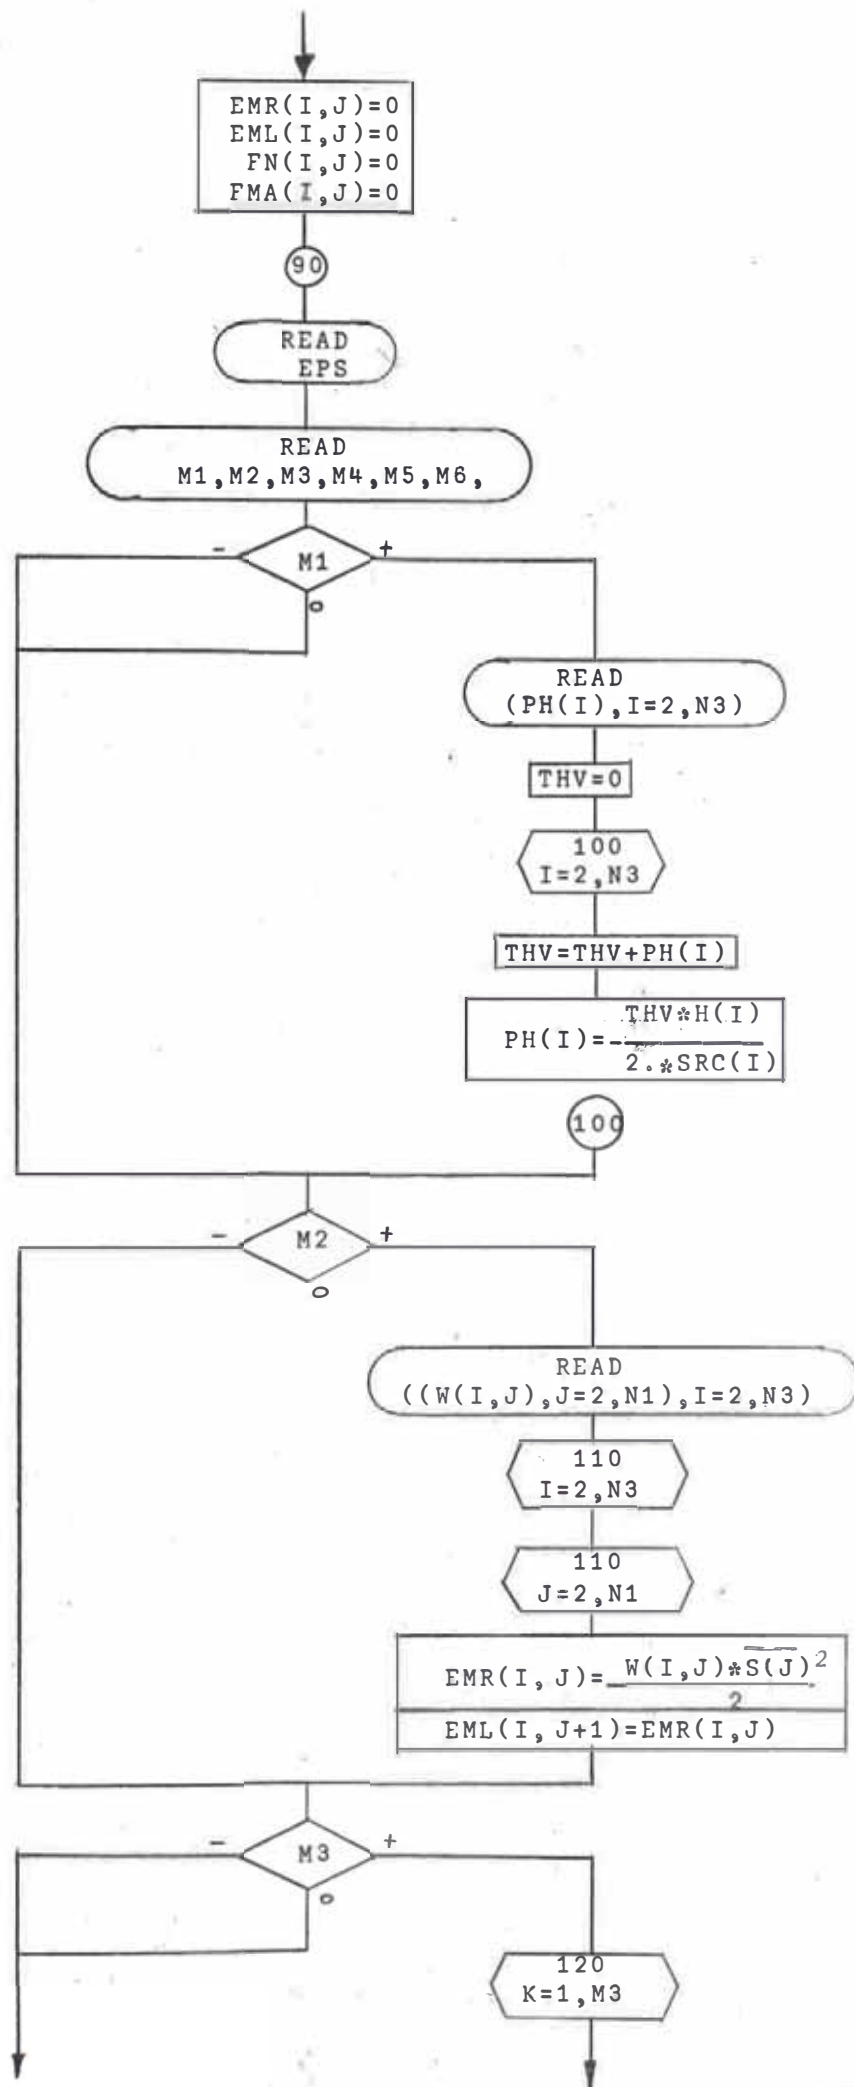 EMR(I,J)=0
EML(I,J)=0
FN(I,J)=0
FMA(I,J)=0
90
READ
EPS
READ
M1,M2,M3,M4,M5,M6,
- M1 +
0
READ
(PH(I),I=2,N3)
THV=0
100
I=2,N3
THV=THV+PH(I)
THV*H(I)
PH(I)=-
2.*SRC(I)
100
- M2 +
0
READ
((W(I,J),J=2,N1),I=2,N3)
110
I=2,N3
110
J=2,N1
EMR(I,J)=-W(I,J)*S(J)2
2
EML(I,J+1)=EMR(I,J)
- M3 +
0
120
K=1,M3